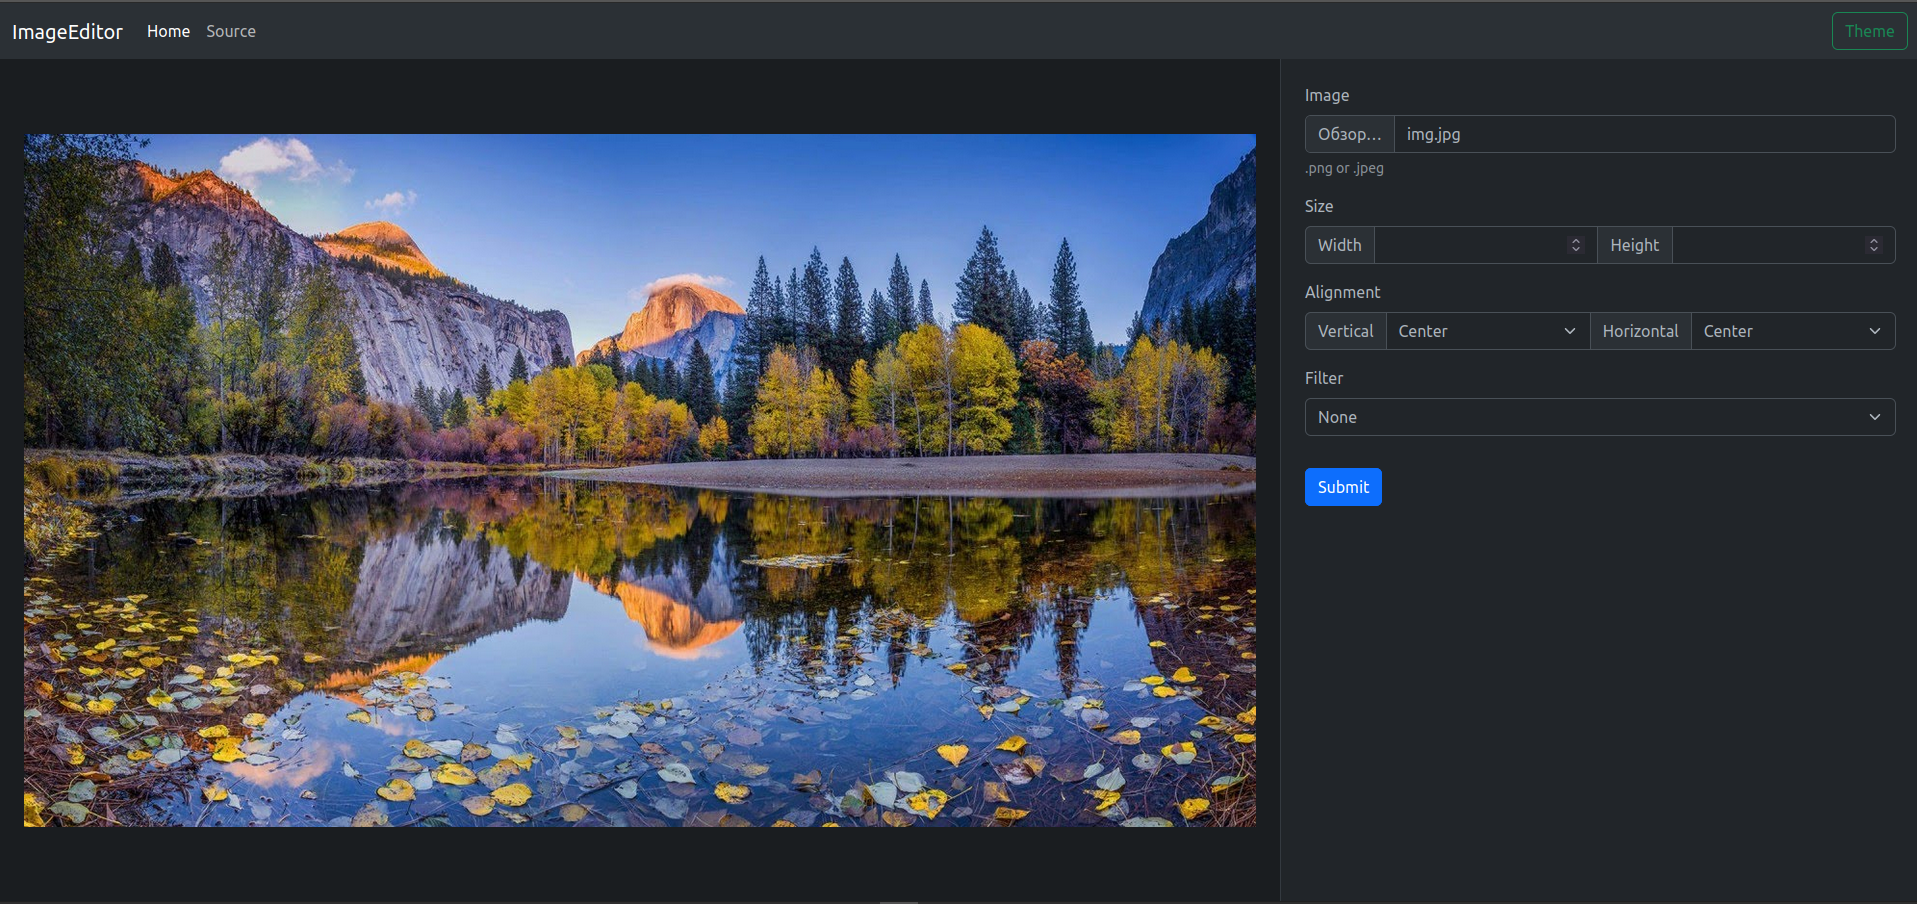 ImageEditor Home Source Theme
Image
Обзор... img.jpg
.png or .jpeg
Size
Width Height
Alignment
Vertical Center Horizontal Center
Filter
None
Submit